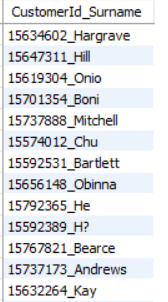 CustomerId_Surname
15634602_Hargrave
15647311_Hill
15619304_Onio
15701354_Boni
15737888_Mitchell
15574012_Chu
15592531_Bartlett
15656148_Obinna
15792365_He
15592389_H?
15767821_Bearce
15737173_Andrews
15632264_Kay